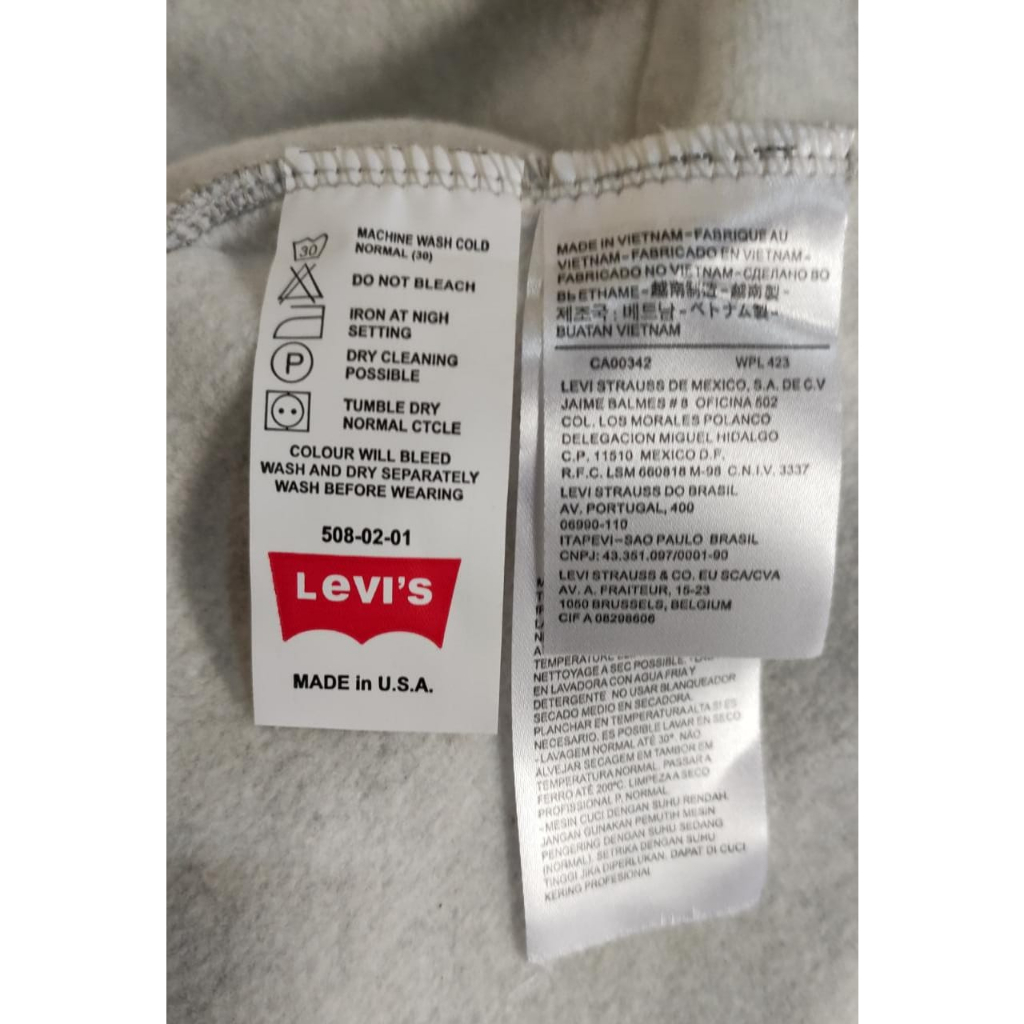 30
MACHINE WASH COLD
NORMAL (30)
DO NOT BLEACH
IRON AT NIGH
SETTING
P
DRY CLEANING
POSSIBLE
TUMBLE DRY
NORMAL CTCLE
COLOUR WILL BLEED
WASH AND DRY SEPARATELY
WASH BEFORE WEARING
508-02-01
LEVI'S
MADE in U.S.A.
MADE IN VIETNAM-FABRIQUE AU
VIETNAM-FABRICADO EN VIETNAM-
FABRICADO NO VIETNAM-СДЕЛАНО ВО
ВЬЕТНАМЕ-越南制造-越南製-
제조국:베트남-ベトナム製-
BUATAN VIETNAM
CA00342 WPL 423
LEVI STRAUSS DE MEXICO, S.A. DE C.V
JAIME BALMES # 8 OFICINA 502
COL. LOS MORALES POLANCO
DELEGACION MIGUEL HIDALGO
C.P. 11510 MEXICO D.F.
R.F.C. LSM 660818 M-98 C.N.I.V. 3337
LEVI STRAUSS DO BRASIL
AV. PORTUGAL, 400
06990-110
ITAPEVI-SAO PAULO BRASIL
CNPJ: 43.351.097/0001-90
LEVI STRAUSS & CO. EU SCA/CVA
AV. A. FRAITEUR, 15-23
1050 BRUSSELS, BELGIUM
CIF A 08298606
NETTOYAGE A SEC POSSIBLE.
EN LAVADORA CON AGUA FRIA Y
DETERGENTE NO USAR BLANQUEADOR
SECADO MEDIO EN SECADORA.
PLANCHAR EN TEMPERATURA ALTA SI ES
NECESARIO. ES POSIBLE LAVAR EN SECO
-LAVAGEM NORMAL ATÉ 30°. NÃO
ALVEJAR SECAGEM EM TAMBOR EM
TEMPERATURA NORMAL. PASSAR A
FERRO ATÉ 200°C. LIMPEZA A SECO
PROFISSIONAL P. NORMAL
-MESIN CUCI DENGAN SUHU RENDAH.
JANGAN GUNAKAN PEMUTIH MESIN
PENGERING DENGAN SUHU SEDANG
(NORMAL). SETRIKA DENGAN SUHU
TINGGI JIKA DIPERLUKAN. DAPAT DI CUCI
KERING PROFESIONAL